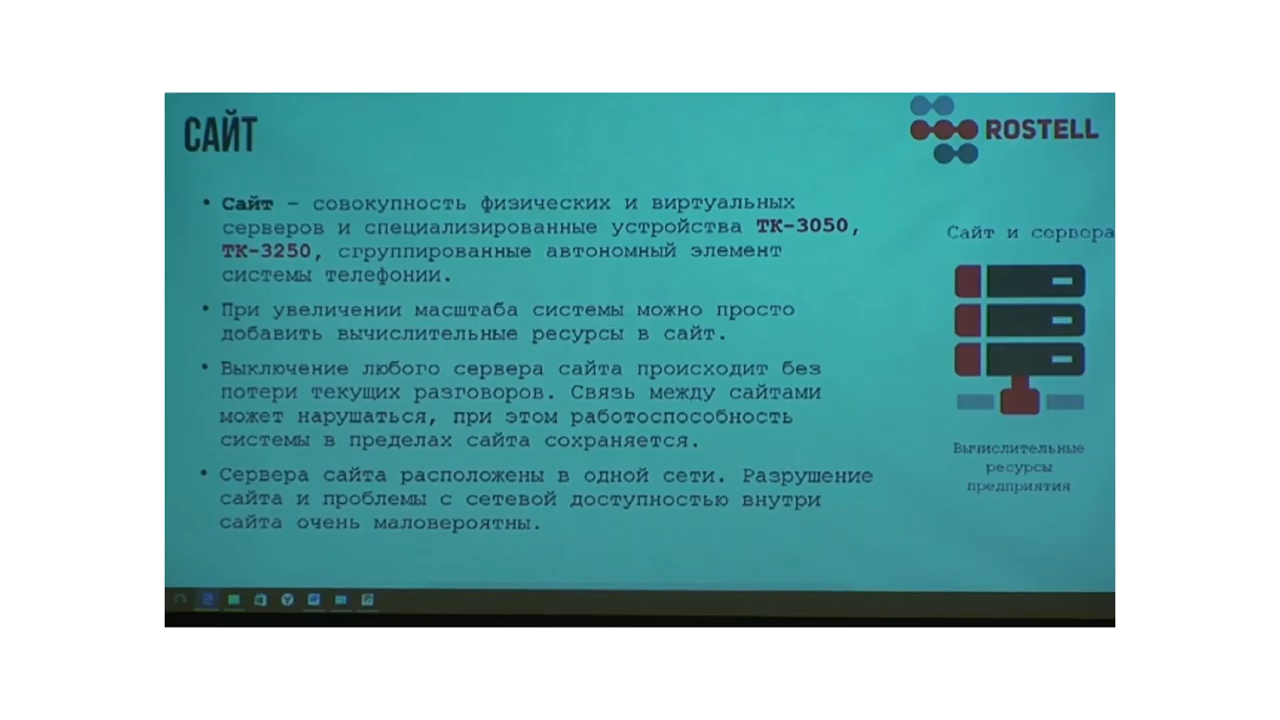 САЙТ
ROSTELL
• Сайт – совокупность физических и виртуальных
серверов и специализированные устройства ТК-3050,
ТК-3250, сгруппированные автономный элемент
системы телефонии.
• При увеличении масштаба системы можно просто
добавить вычислительные ресурсы в сайт.
• Выключение любого сервера сайта происходит без
потери текущих разговоров. Связь между сайтами
может нарушаться, при этом работоспособность
системы в пределах сайта сохраняется.
• Сервера сайта расположены в одной сети. Разрушение
сайта и проблемы с сетевой доступностью внутри
сайта очень маловероятны.
Сайт и сервера
Вычислительные
ресурсы
предприятия